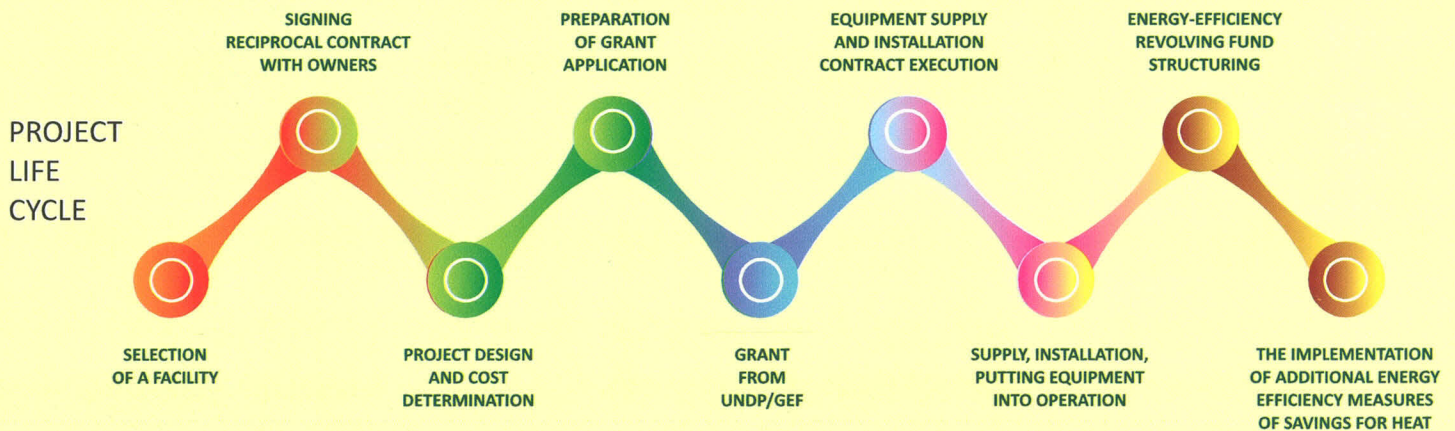 PROJECT
LIFE
CYCLE
SELECTION
OF A FACILITY
SIGNING
RECIPROCAL CONTRACT
WITH OWNERS
PROJECT DESIGN
AND COST
DETERMINATION
PREPARATION
OF GRANT
APPLICATION
GRANT
FROM
UNDP/GEF
EQUIPMENT SUPPLY
AND INSTALLATION
CONTRACT EXECUTION
SUPPLY, INSTALLATION,
PUTTING EQUIPMENT
INTO OPERATION
ENERGY-EFFICIENCY
REVOLVING FUND
STRUCTURING
THE IMPLEMENTATION
OF ADDITIONAL ENERGY
EFFICIENCY MEASURES
OF SAVINGS FOR HEAT